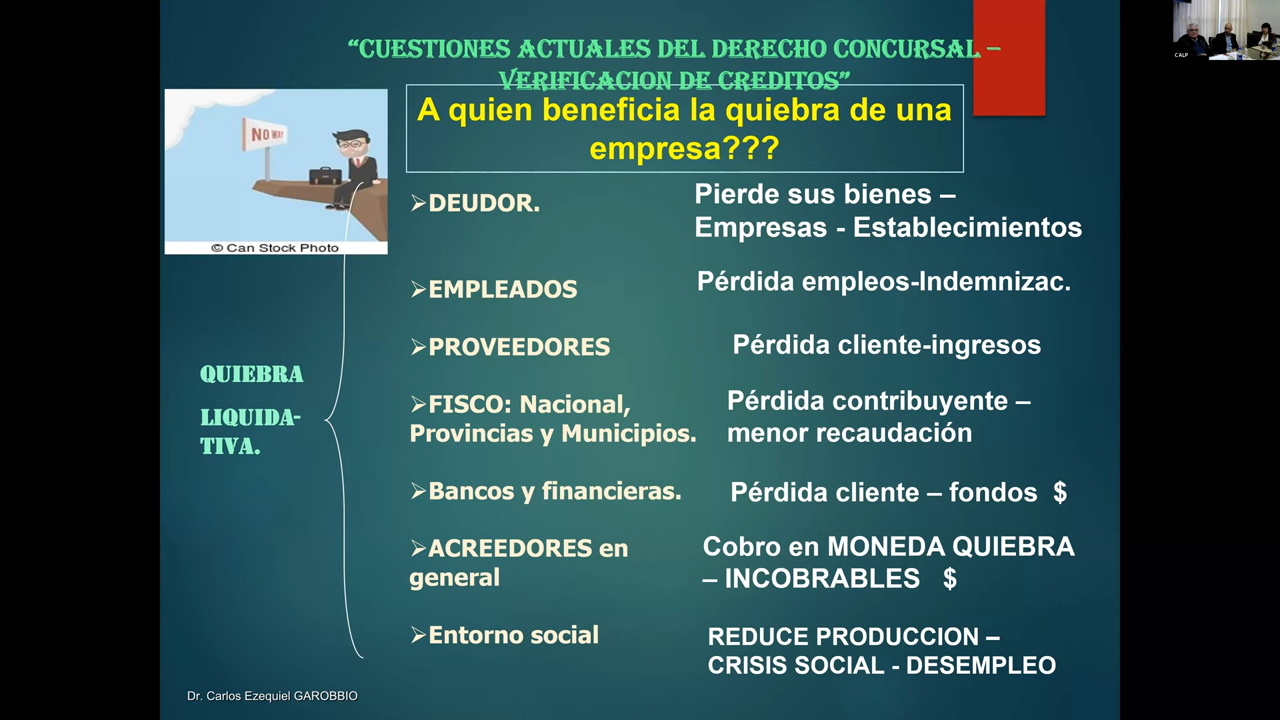 “CUESTIONES ACTUALES DEL DERECHO CONCURSAL –
VERIFICACION DE CREDITOS”
A quien beneficia la quiebra de una
empresa???
NO WAY
© Can Stock Photo
QUIEBRA
LIQUIDA-
TIVA.
➢DEUDOR.
Pierde sus bienes –
Empresas - Establecimientos
➢EMPLEADOS
Pérdida empleos-Indemnizac.
➢PROVEEDORES
Pérdida cliente-ingresos
➢FISCO: Nacional,
Provincias y Municipios.
Pérdida contribuyente –
menor recaudación
➢Bancos y financieras.
Pérdida cliente – fondos $
➢ACREEDORES en
general
Cobro en MONEDA QUIEBRA
– INCOBRABLES $
➢Entorno social
REDUCE PRODUCCION –
CRISIS SOCIAL - DESEMPLEO
Dr. Carlos Ezequiel GAROBBIO
CALP